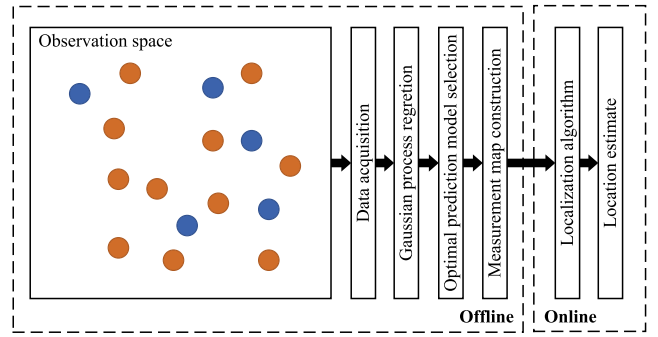 Observation space
Data acquisition
Gaussian process regretion
Optimal prediction model selection
Measurement map construction
Localization algorithm
Location estimate
Offline
Online